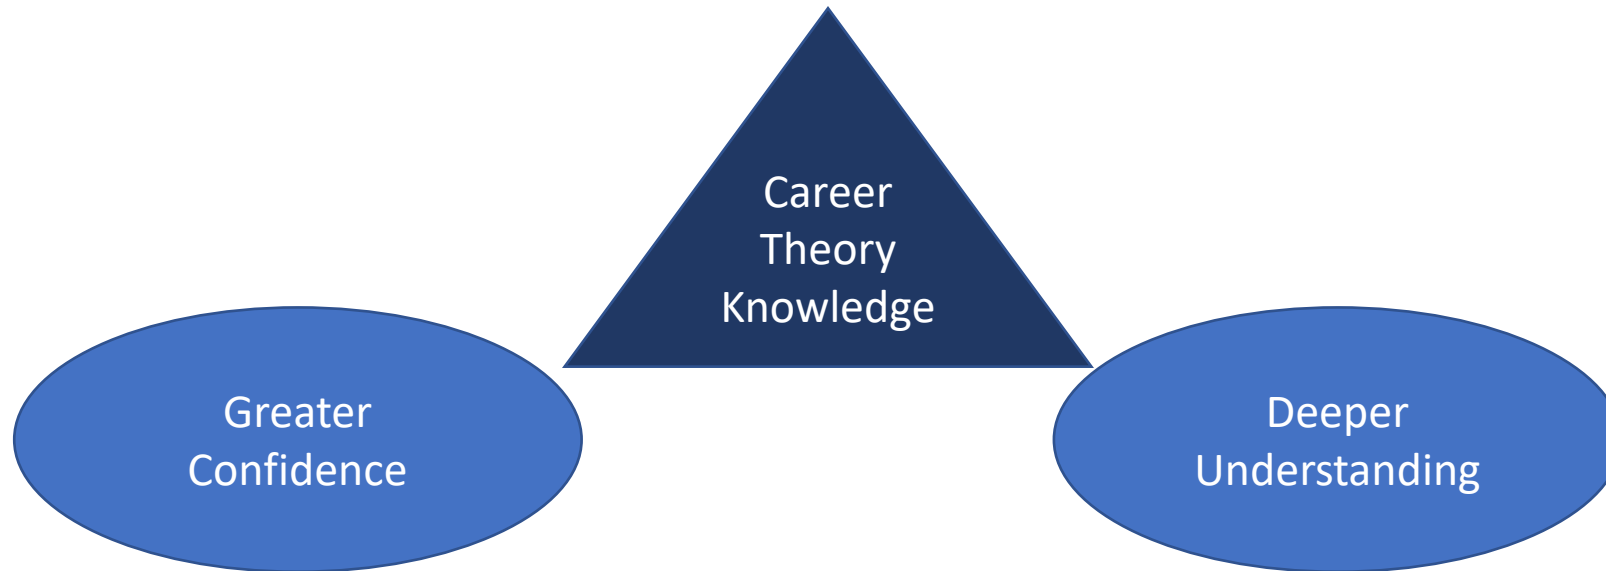 Career
Theory
Knowledge
Greater
Confidence
Deeper
Understanding